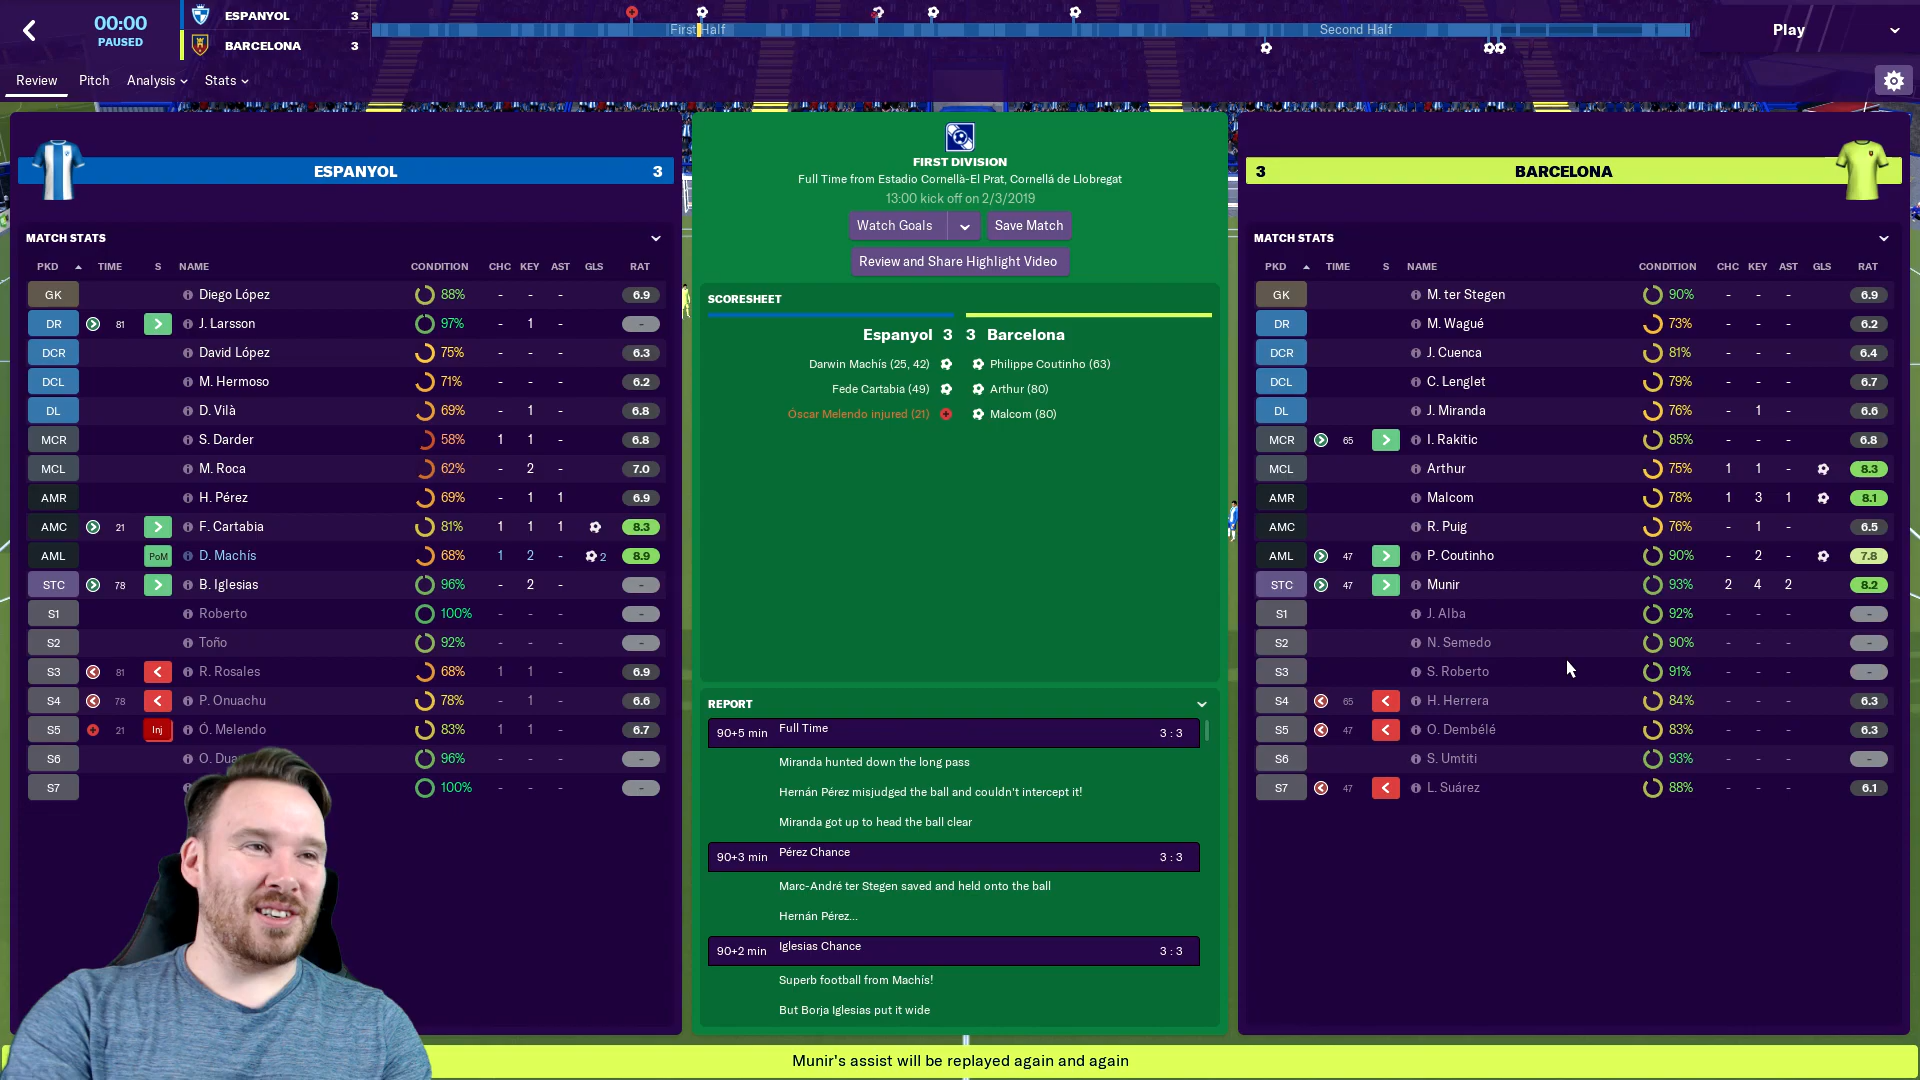 00:00
PAUSED
ESPANYOL 3
BARCELONA 3
First Half
Second Half
Play
Review Pitch Analysis Stats
ESPANYOL 3
MATCH STATS
PKD TIME S NAME CONDITION CHC KEY AST GLS RAT
GK Diego López 88% - - - 6.9
DR 81 J. Larsson 97% - 1 - -
DCR David López 75% - - - 6.3
DCL M. Hermoso 71% - - - 6.2
DL D. Vilà 69% - 1 - 6.8
MCR S. Darder 58% 1 1 - 6.8
MCL M. Roca 62% - 2 - 7.0
AMR H. Pérez 69% - 1 1 6.9
AMC 21 F. Cartabia 81% 1 1 1 8.3
AML PoM D. Machís 68% 1 2 - 2 8.9
STC 78 B. Iglesias 96% - 2 - -
S1 Roberto 100% - - - -
S2 Toño 92% - - - -
S3 81 R. Rosales 68% 1 1 - 6.9
S4 78 P. Onuachu 78% - 1 - 6.6
S5 21 Inj Ó. Melendo 83% 1 1 - 6.7
S6 96% - - - -
S7 100% - - - -
FIRST DIVISION
Full Time from Estadio Cornellà-El Prat, Cornellá de Llobregat
13:00 kick off on 2/3/2019
Watch Goals Save Match
Review and Share Highlight Video
SCORESHEET
Espanyol 3 3 Barcelona
Darwin Machís (25, 42) Philippe Coutinho (63)
Fede Cartabia (49) Arthur (80)
Óscar Melendo injured (21) Malcom (80)
REPORT
90+5 min Full Time 3 : 3
Miranda hunted down the long pass
Hernán Pérez misjudged the ball and couldn't intercept it!
Miranda got up to head the ball clear
90+3 min Pérez Chance 3 : 3
Marc-André ter Stegen saved and held onto the ball
Hernán Pérez...
90+2 min Iglesias Chance 3 : 3
Superb football from Machís!
But Borja Iglesias put it wide
3 BARCELONA
MATCH STATS
PKD TIME S NAME CONDITION CHC KEY AST GLS RAT
GK M. ter Stegen 90% - - - 6.9
DR M. Wagué 73% - - - 6.2
DCR J. Cuenca 81% - - - 6.4
DCL C. Lenglet 79% - - - 6.7
DL J. Miranda 76% - 1 - 6.6
MCR 65 I. Rakitic 85% - - - 6.8
MCL Arthur 75% 1 1 - 8.3
AMR Malcom 78% 1 3 1 8.1
AMC R. Puig 76% - 1 - 6.5
AML 47 P. Coutinho 90% - 2 - 7.8
STC 47 Munir 93% 2 4 2 8.2
S1 J. Alba 92% - - - -
S2 N. Semedo 90% - - - -
S3 S. Roberto 91% - - - -
S4 65 H. Herrera 84% - - - 6.3
S5 47 O. Dembélé 83% - - - 6.3
S6 S. Umtiti 93% - - - -
S7 47 L. Suárez 88% - - - 6.1
Munir's assist will be replayed again and again